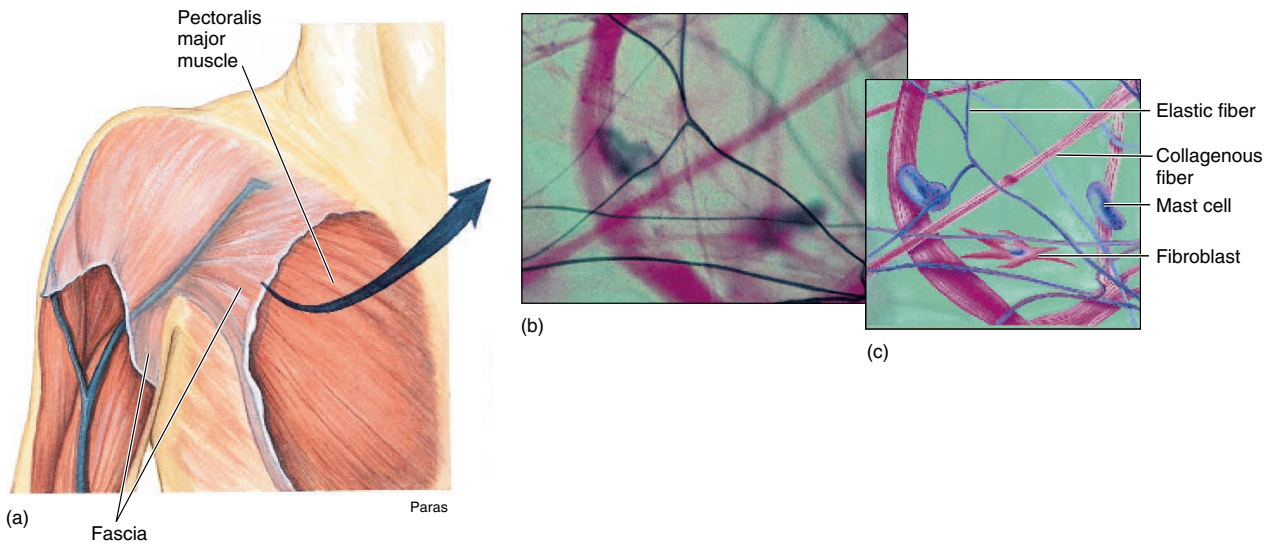 Pectoralis
major
muscle
Elastic fiber
Collagenous
fiber
Mast cell
Fibroblast
(b)
(c)
Paras
(a)
Fascia